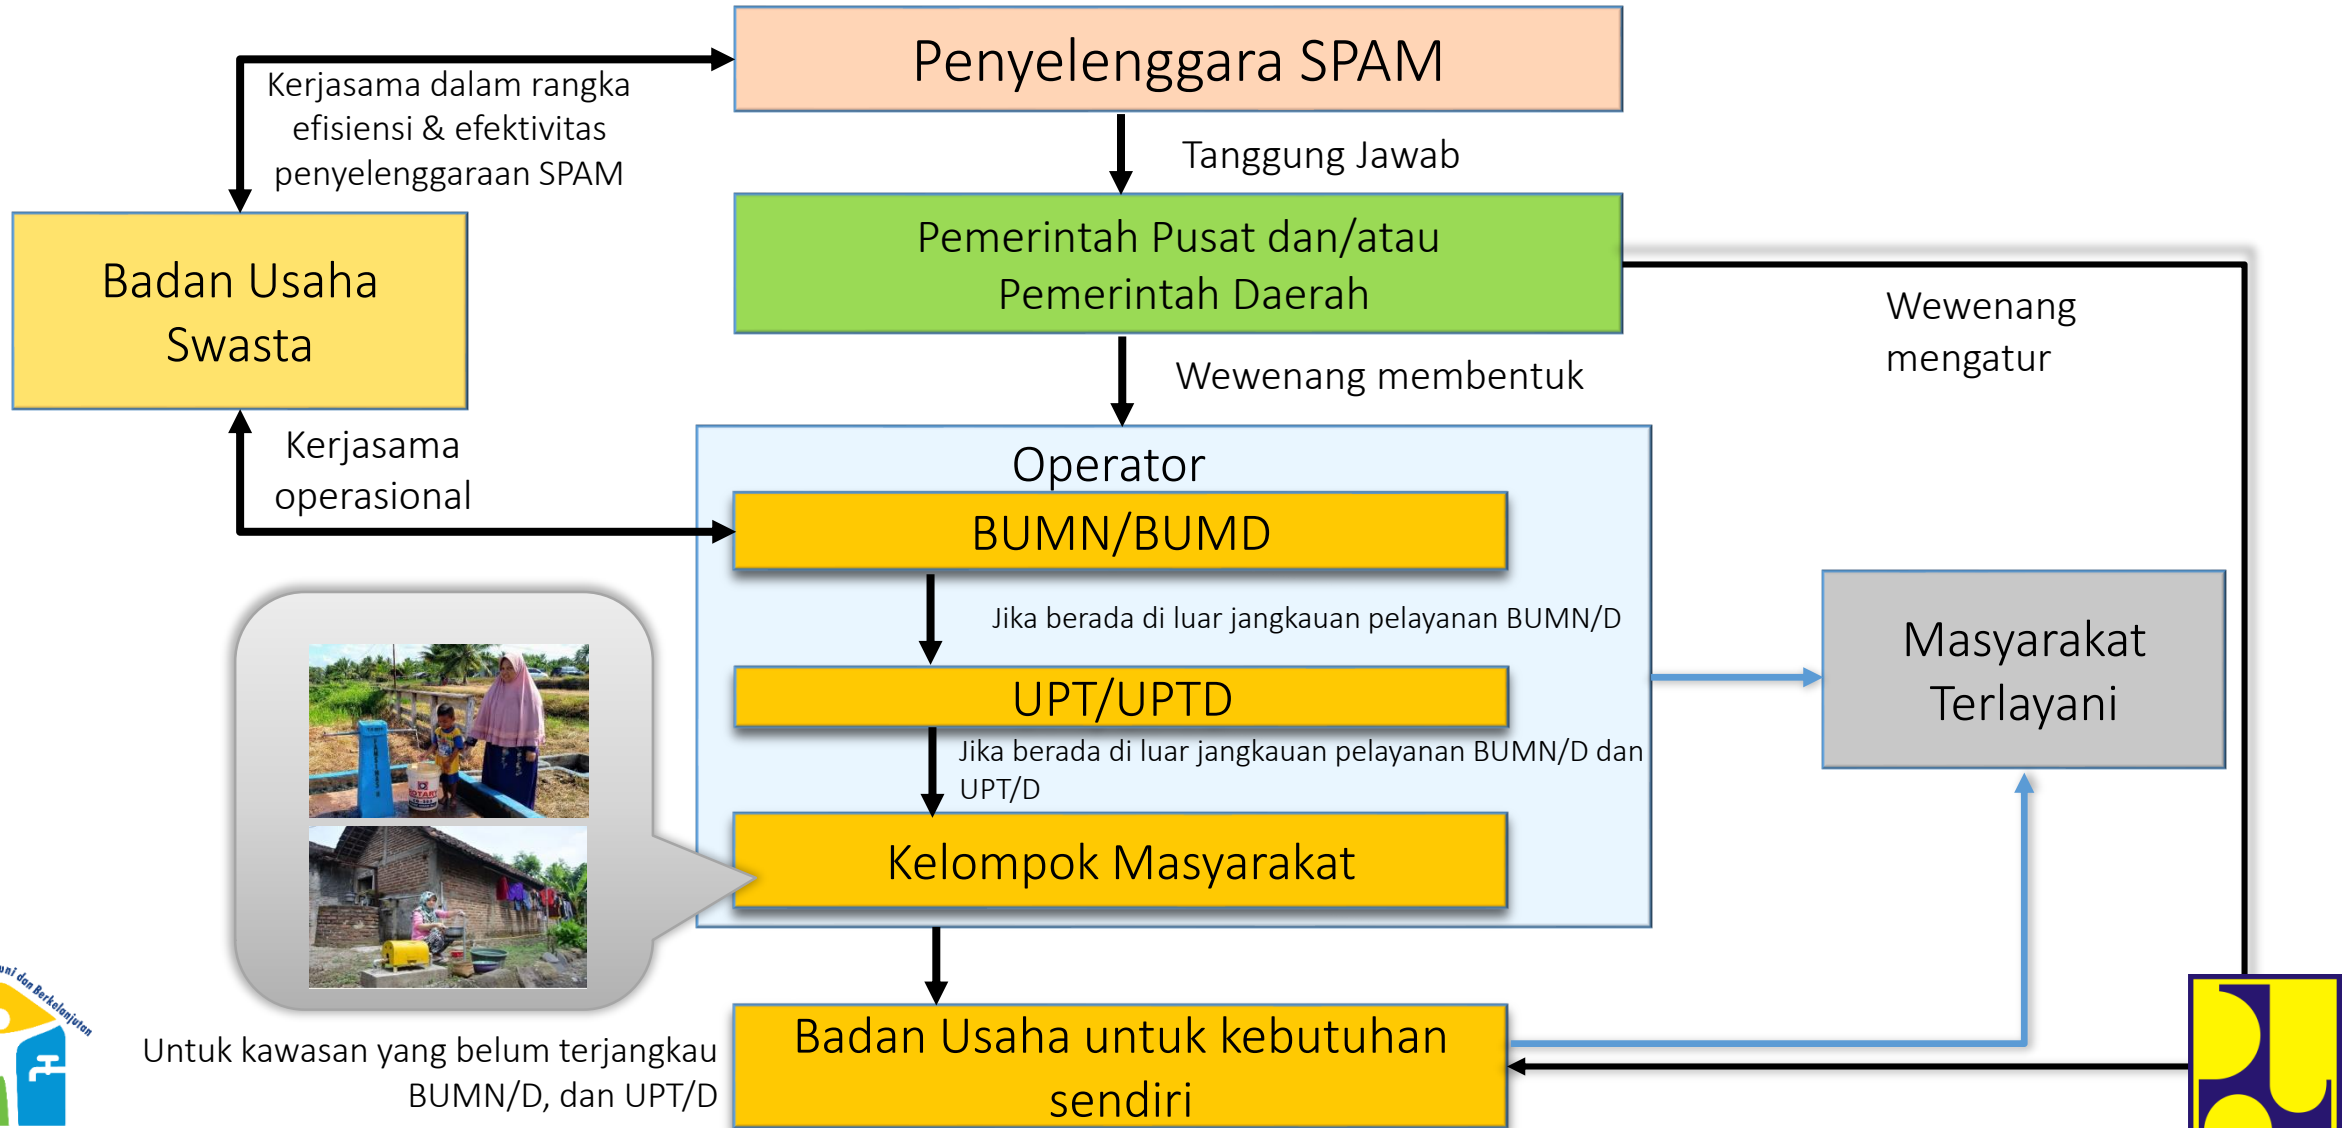 Penyelenggara SPAM
Kerjasama dalam rangka
efisiensi & efektivitas
penyelenggaraan SPAM
Tanggung Jawab
Pemerintah Pusat dan/atau
Pemerintah Daerah
Badan Usaha
Swasta
Wewenang
mengatur
Wewenang membentuk
Kerjasama
operasional
Operator
BUMN/BUMD
Jika berada di luar jangkauan pelayanan BUMN/D
UPT/UPTD
Jika berada di luar jangkauan pelayanan BUMN/D dan
UPT/D
Kelompok Masyarakat
Masyarakat
Terlayani
ROTARY
Untuk kawasan yang belum terjangkau
BUMN/D, dan UPT/D
Badan Usaha untuk kebutuhan
sendiri
dan Berkelanjutan